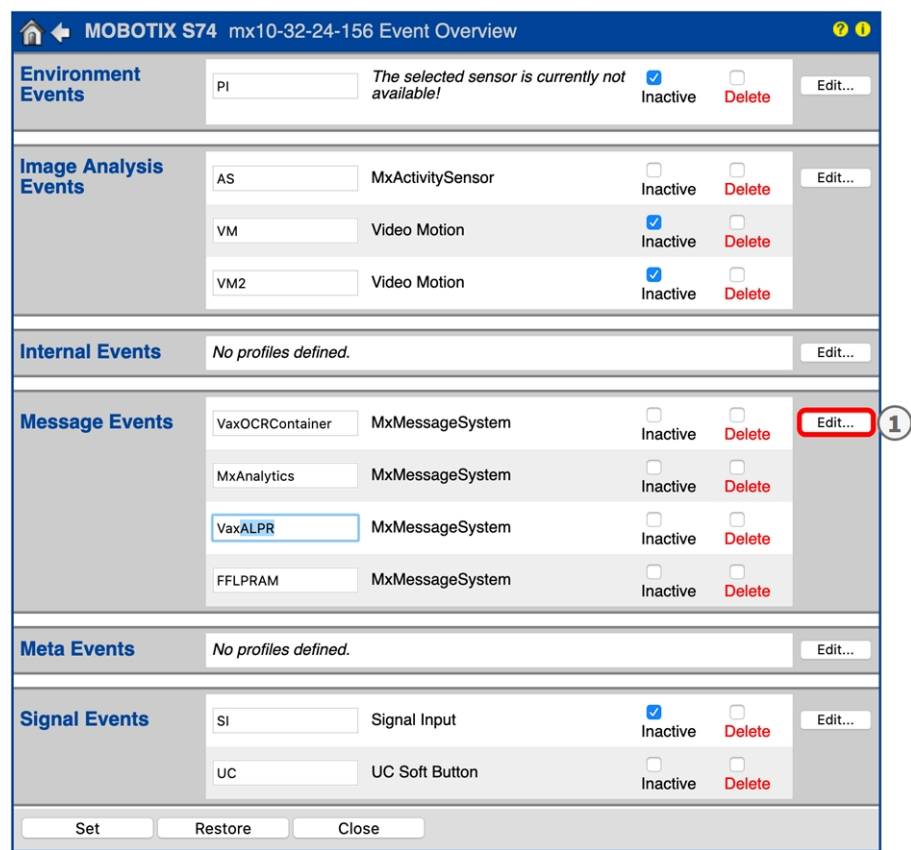 MOBOTIX S74 mx10-32-24-156 Event Overview ? i
Environment Events
PI The selected sensor is currently not available! Inactive Delete Edit...
Image Analysis Events
AS MxActivitySensor Inactive Delete Edit...
VM Video Motion Inactive Delete
VM2 Video Motion Inactive Delete
Internal Events No profiles defined. Edit...
Message Events VaxOCRContainer MxMessageSystem Inactive Delete Edit... 1
MxAnalytics MxMessageSystem Inactive Delete
VaxALPR MxMessageSystem Inactive Delete
FFLPRAM MxMessageSystem Inactive Delete
Meta Events No profiles defined. Edit...
Signal Events SI Signal Input Inactive Delete Edit...
UC UC Soft Button Inactive Delete
Set Restore Close